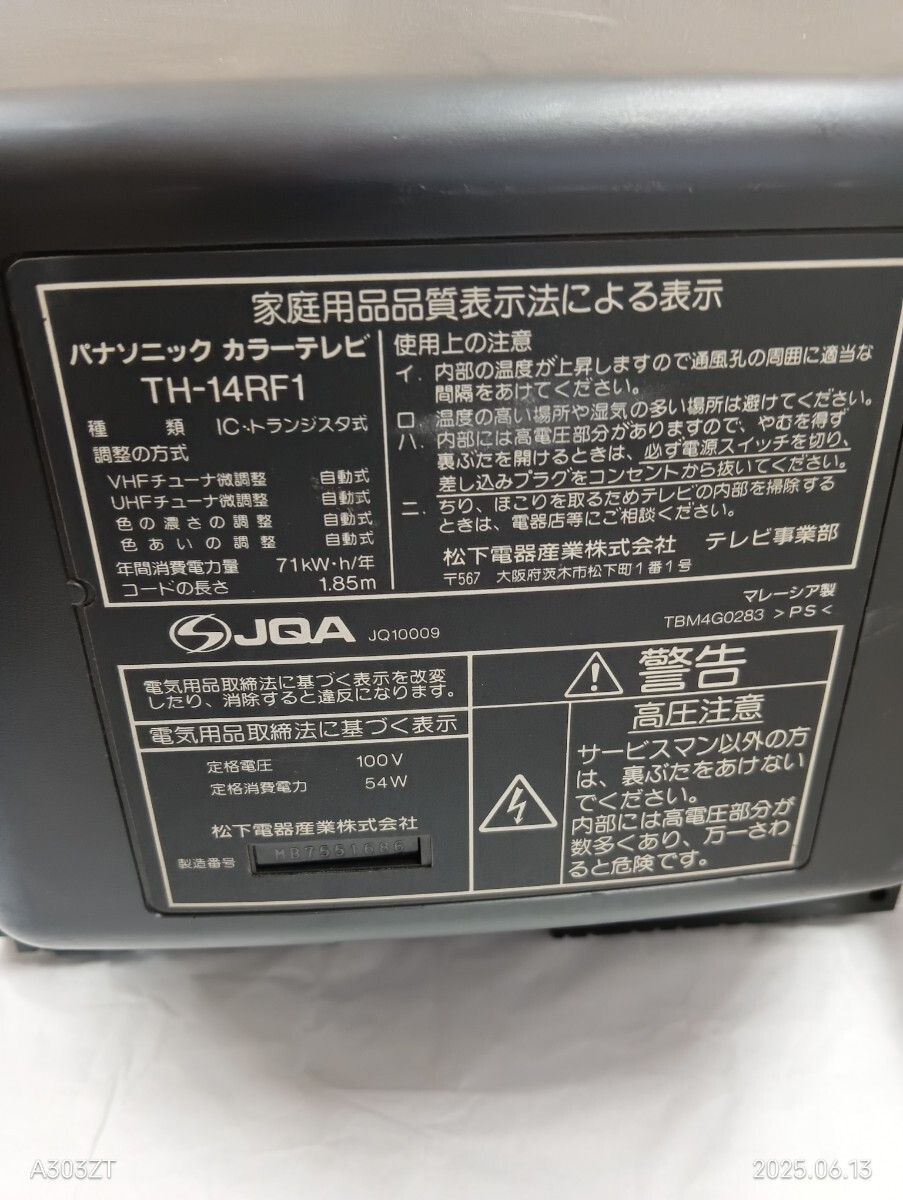 家庭用品品質表示法による表示
パナソニック カラーテレビ
TH-14RF1
種 類 IC・トランジスタ式
調整の方式
VHFチューナ微調整 自動式
UHFチューナ微調整 自動式
色の濃さの調整 自動式
色あいの調整 自動式
年間消費電力量 71kW・h/年
コードの長さ 1.85m
使用上の注意
イ. 内部の温度が上昇しますので通風孔の周囲に適当な
間隔をあけてください。
ロ. 温度の高い場所や湿気の多い場所は避けてください。
ハ. 内部には高電圧部分がありますので、やむを得ず
裏ぶたを開けるときは、必ず電源スイッチを切り、
差し込みプラグをコンセントから抜いてください。
ニ. ちり、ほこりを取るためテレビの内部を掃除する
ときは、電器店等にご相談ください。
松下電器産業株式会社 テレビ事業部
〒567 大阪府茨木市松下町1番1号
マレーシア製
TBM4G0283 >PS<
JQA JQ10009
電気用品取締法に基づく表示を改変
したり、消除すると違反になります。
電気用品取締法に基づく表示
定格電圧 100V
定格消費電力 54W
松下電器産業株式会社
製造番号
警告
高圧注意
サービスマン以外の方
は、裏ぶたをあけない
でください。
内部には高電圧部分が
数多くあり、万一さわ
ると危険です。
A303ZT
2025.06.13